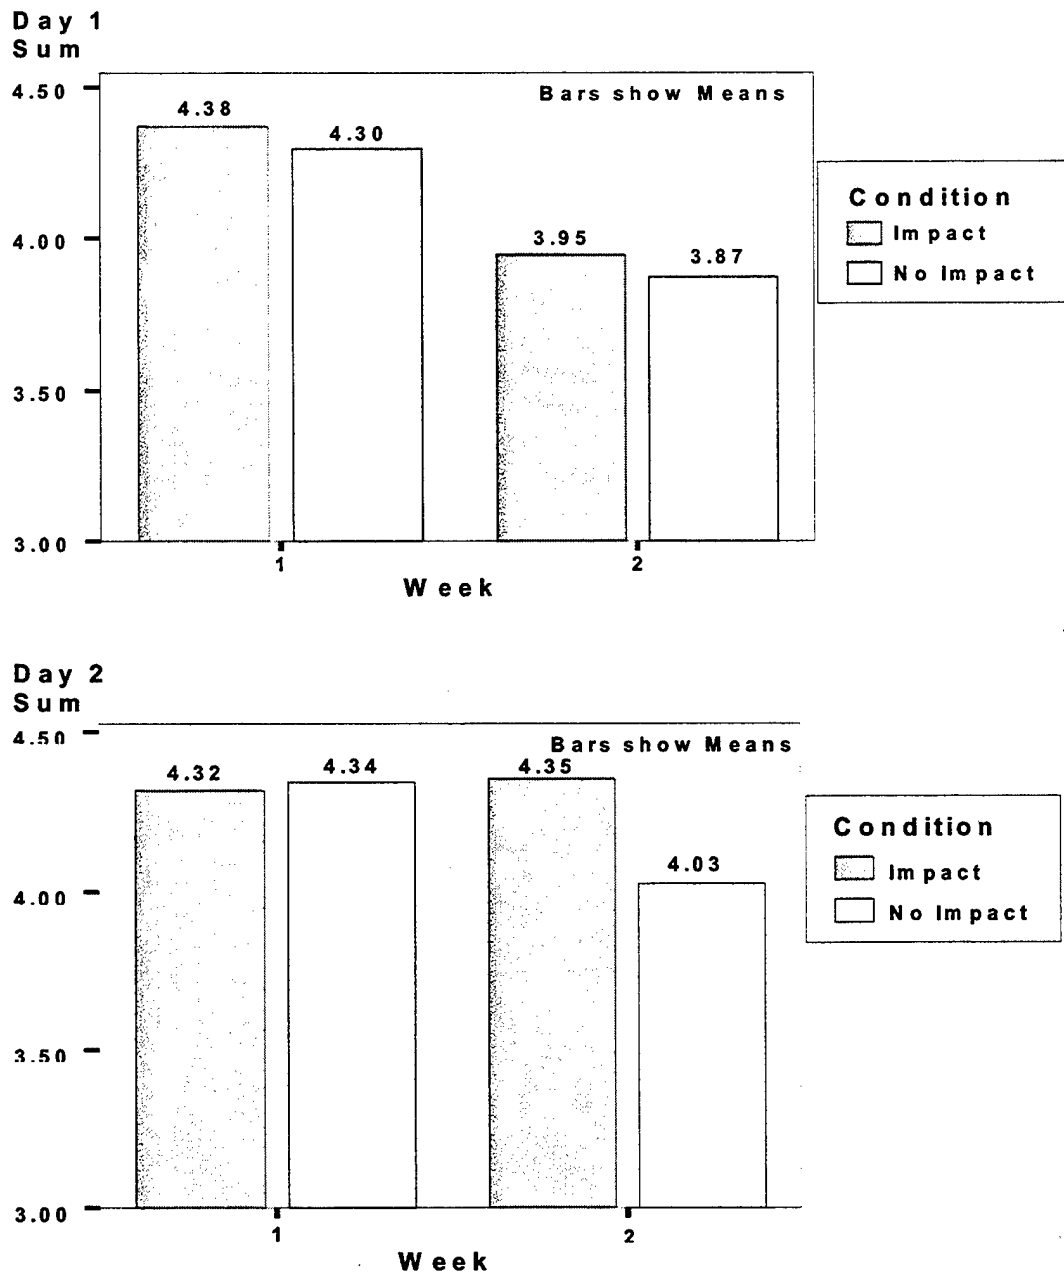 Day 1
Sum
4.50
Bars show Means
4.38
4.30
Condition
Impact
4.00
3.95
3.87
No Impact
3.50
3.00
1
2
Week
Day 2
Sum
4.50
Bars show Means
4.32
4.34
4.35
Condition
4.03
Impact
4.00
No Impact
3.50
3.00
1
2
Week